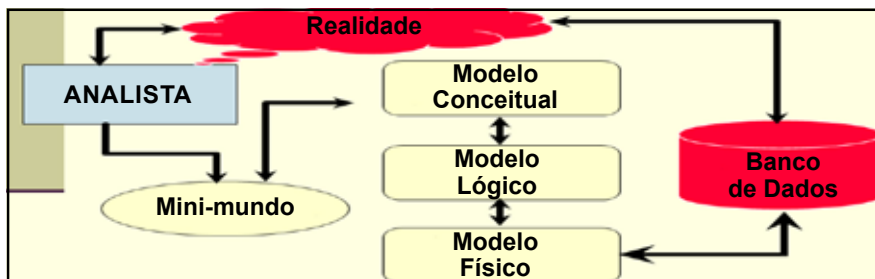 Realidade
ANALISTA
Modelo
Conceitual
Modelo
Lógico
Banco
de Dados
Mini-mundo
Modelo
Físico